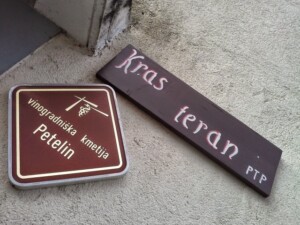 vinogradniška kmetija
Petelin
Kras teran
PTP